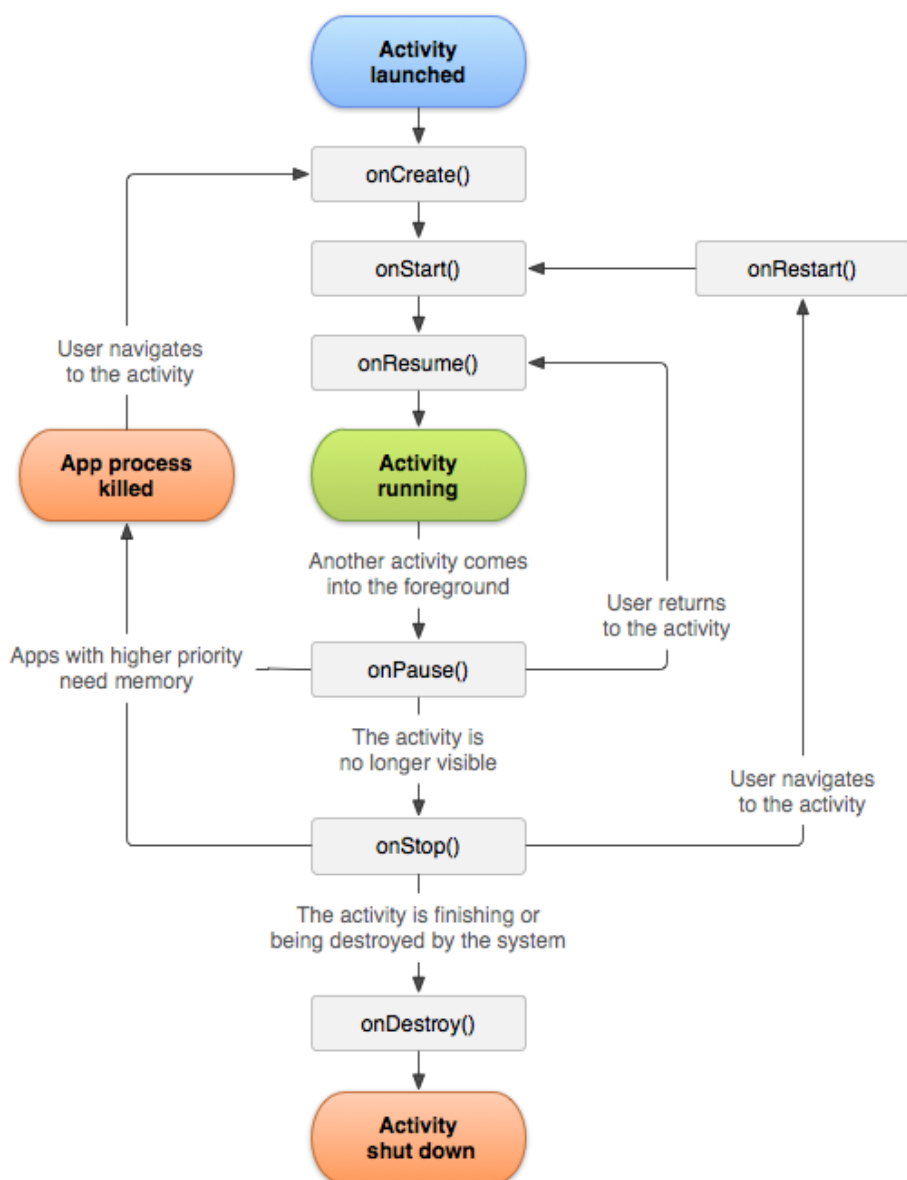 Activity
launched
onCreate()
onStart()
onRestart()
User navigates
to the activity
onResume()
App process
killed
Activity
running
Another activity comes
into the foreground
User returns
to the activity
Apps with higher priority
need memory
onPause()
The activity is
no longer visible
User navigates
to the activity
onStop()
The activity is finishing or
being destroyed by the system
onDestroy()
Activity
shut down